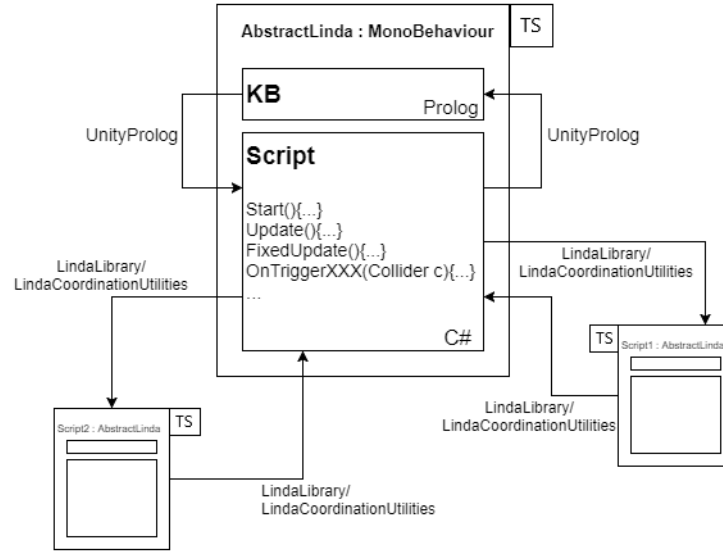 AbstractLinda : MonoBehaviour
TS
KB
Prolog
UnityProlog
UnityProlog
Script
Start(){...}
Update(){...}
FixedUpdate(){...}
OnTriggerXXX(Collider c){...}
...
C#
LindaLibrary/
LindaCoordinationUtilities
LindaLibrary/
LindaCoordinationUtilities
TS
Script1 : AbstractLinda
LindaLibrary/
LindaCoordinationUtilities
TS
Script2 : AbstractLinda
LindaLibrary/
LindaCoordinationUtilities